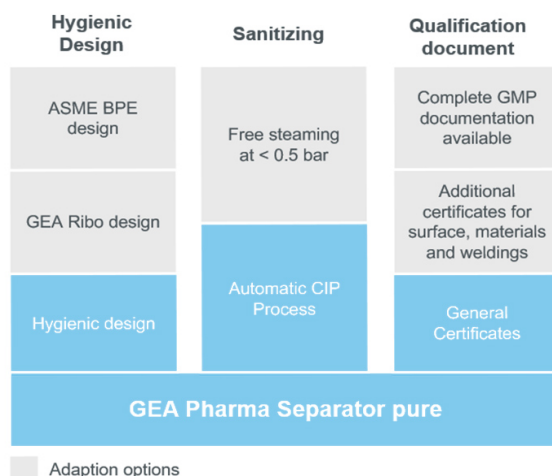 Hygienic
Design
Sanitizing
Qualification
document
ASME BPE
design
Free steaming
at < 0.5 bar
Complete GMP
documentation
available
GEA Ribo design
Additional
certificates for
surface, materials
and weldings
Hygienic design
Automatic CIP
Process
General
Certificates
GEA Pharma Separator pure
Adaption options